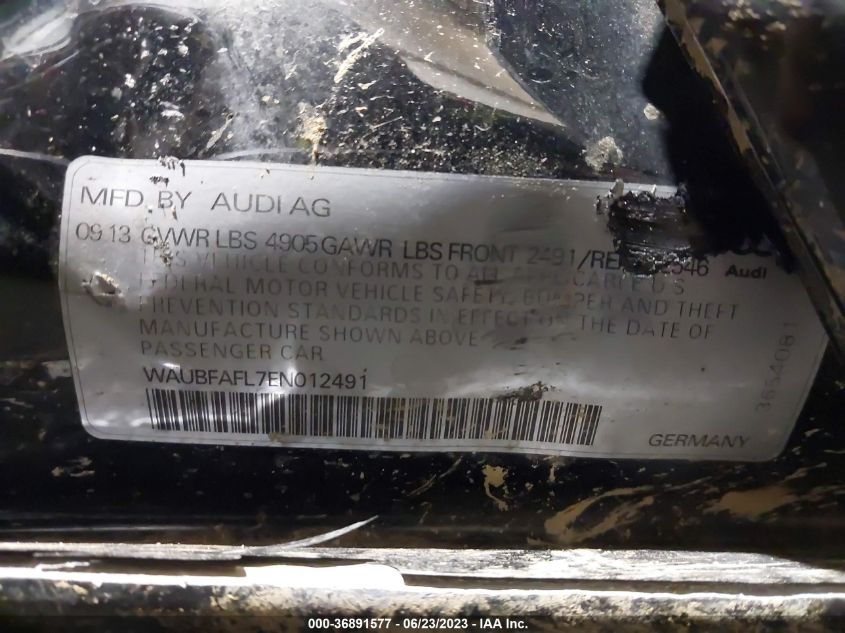 MFD. BY AUDI AG
09.13 GVWR LBS 4905 GAWR LBS FRONT 2491/ 2546 Audi
THIS VEHICLE CONFORMS TO ALL APPLICABLE U S
FEDERAL MOTOR VEHICLE SAFETY, BUMPER AND THEFT
PREVENTION STANDARDS IN EFFECT ON THE DATE OF
MANUFACTURE SHOWN ABOVE
PASSENGER CAR
WAUBFAFL7EN012491
3654081
GERMANY
000-36891577 - 06/23/2023 - IAA Inc.